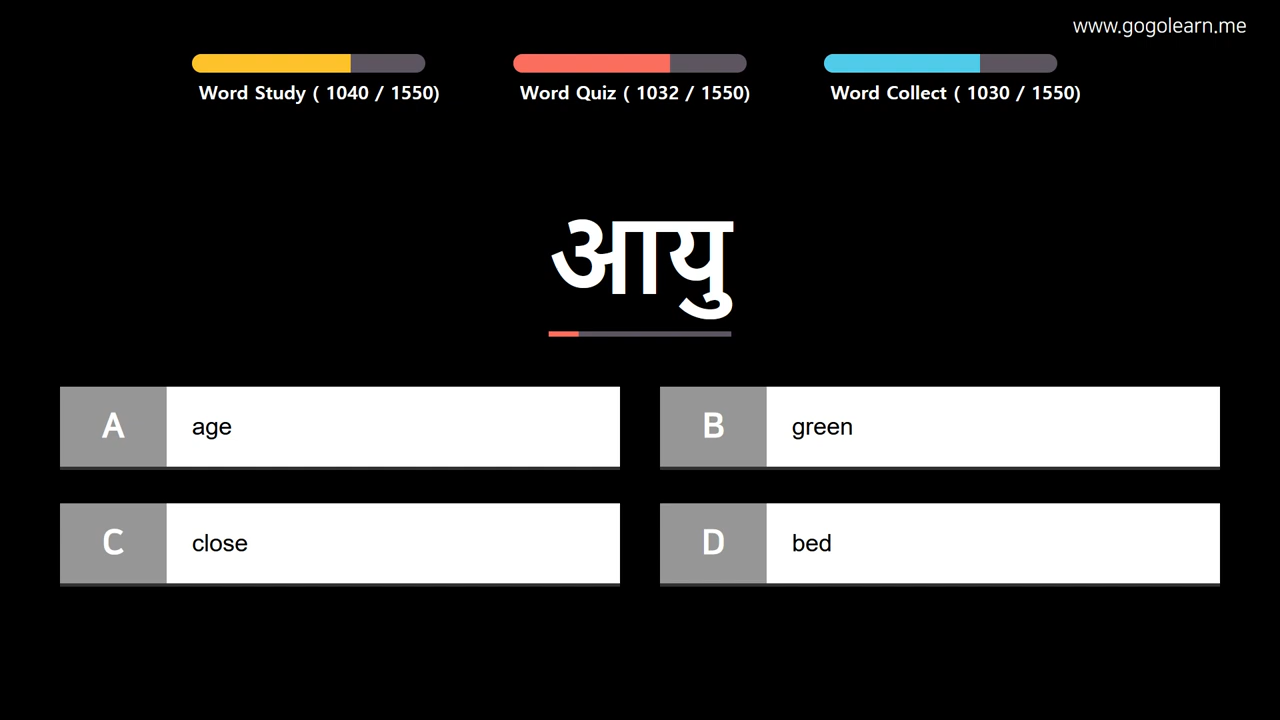 www.gogolearn.me
Word Study ( 1040 / 1550)
Word Quiz ( 1032 / 1550)
Word Collect ( 1030 / 1550)
आयु
A age
B green
C close
D bed